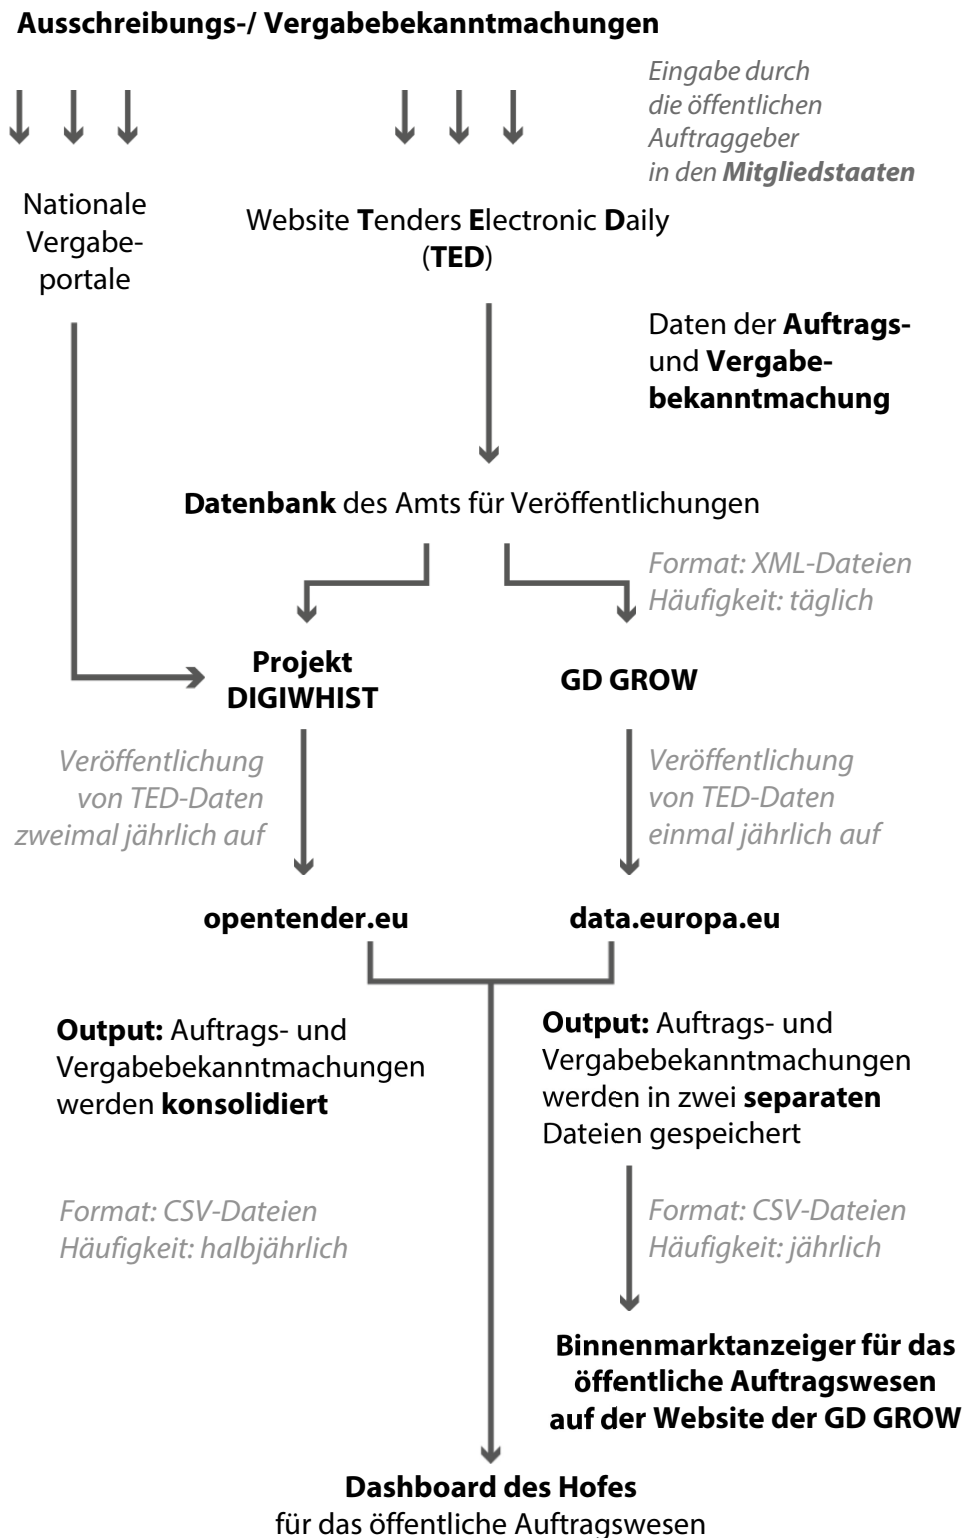 Ausschreibungs-/ Vergabebekanntmachungen
Eingabe durch
die öffentlichen
Auftraggeber
in den Mitgliedstaaten
Nationale
Vergabe-
portale
Website Tenders Electronic Daily
(TED)
Daten der Auftrags-
und Vergabe-
bekanntmachung
Datenbank des Amts für Veröffentlichungen
Format: XML-Dateien
Häufigkeit: täglich
Projekt
DIGIWHIST
GD GROW
Veröffentlichung
von TED-Daten
zweimal jährlich auf
Veröffentlichung
von TED-Daten
einmal jährlich auf
opentender.eu
data.europa.eu
Output: Auftrags- und
Vergabebekanntmachungen
werden konsolidiert
Output: Auftrags- und
Vergabebekanntmachungen
werden in zwei separaten
Dateien gespeichert
Format: CSV-Dateien
Häufigkeit: halbjährlich
Format: CSV-Dateien
Häufigkeit: jährlich
Binnenmarktanzeiger für das
öffentliche Auftragswesen
auf der Website der GD GROW
Dashboard des Hofes
für das öffentliche Auftragswesen